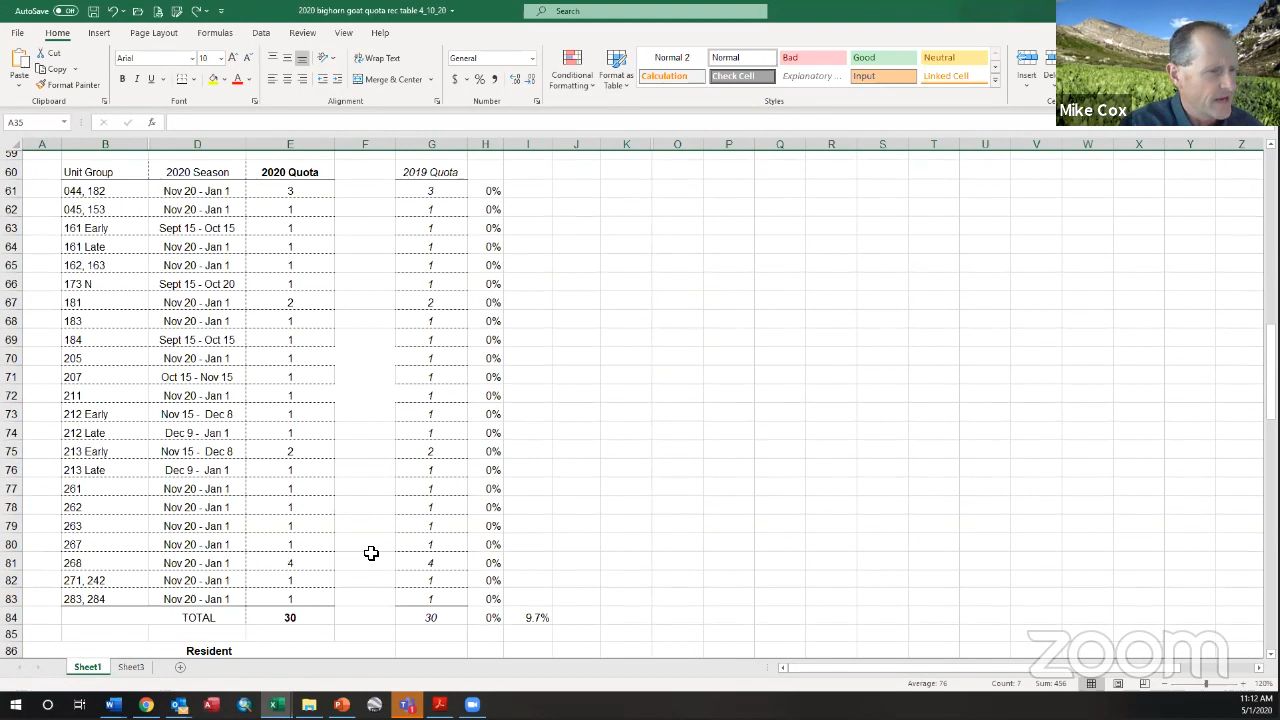 AutoSave Off 2020 bighorn goat quota rec table 4_10_20 Search
File Home Insert Page Layout Formulas Data Review View Help
Paste Cut Copy Format Painter Arial 10 Wrap Text Merge & Center General Conditional Formatting Format as Table Normal 2 Normal Bad Good Neutral Calculation Check Cell Explanatory ... Input Linked Cell Insert
Clipboard Font Alignment Number Styles
Mike Cox
A35
A B D E F G H I J K L M N O P Q R S T U V W X Y Z
59
60 Unit Group 2020 Season 2020 Quota 2019 Quota
61 044, 182 Nov 20 - Jan 1 3 3 0%
62 045, 153 Nov 20 - Jan 1 1 1 0%
63 161 Early Sept 15 - Oct 15 1 1 0%
64 161 Late Nov 20 - Jan 1 1 1 0%
65 162, 163 Nov 20 - Jan 1 1 1 0%
66 173 N Sept 15 - Oct 20 1 1 0%
67 181 Nov 20 - Jan 1 2 2 0%
68 183 Nov 20 - Jan 1 1 1 0%
69 184 Sept 15 - Oct 15 1 1 0%
70 205 Nov 20 - Jan 1 1 1 0%
71 207 Oct 15 - Nov 15 1 1 0%
72 211 Nov 20 - Jan 1 1 1 0%
73 212 Early Nov 15 - Dec 8 1 1 0%
74 212 Late Dec 9 - Jan 1 1 1 0%
75 213 Early Nov 15 - Dec 8 2 2 0%
76 213 Late Dec 9 - Jan 1 1 1 0%
77 261 Nov 20 - Jan 1 1 1 0%
78 262 Nov 20 - Jan 1 1 1 0%
79 263 Nov 20 - Jan 1 1 1 0%
80 267 Nov 20 - Jan 1 1 1 0%
81 268 Nov 20 - Jan 1 4 4 0%
82 271, 242 Nov 20 - Jan 1 1 1 0%
83 283, 284 Nov 20 - Jan 1 1 1 0%
84 TOTAL 30 30 0% 9.7%
85
86 Resident
zoom
Sheet1 Sheet3
Average: 76 Count: 7 Sum: 456 120%
11:12 AM
5/1/2020